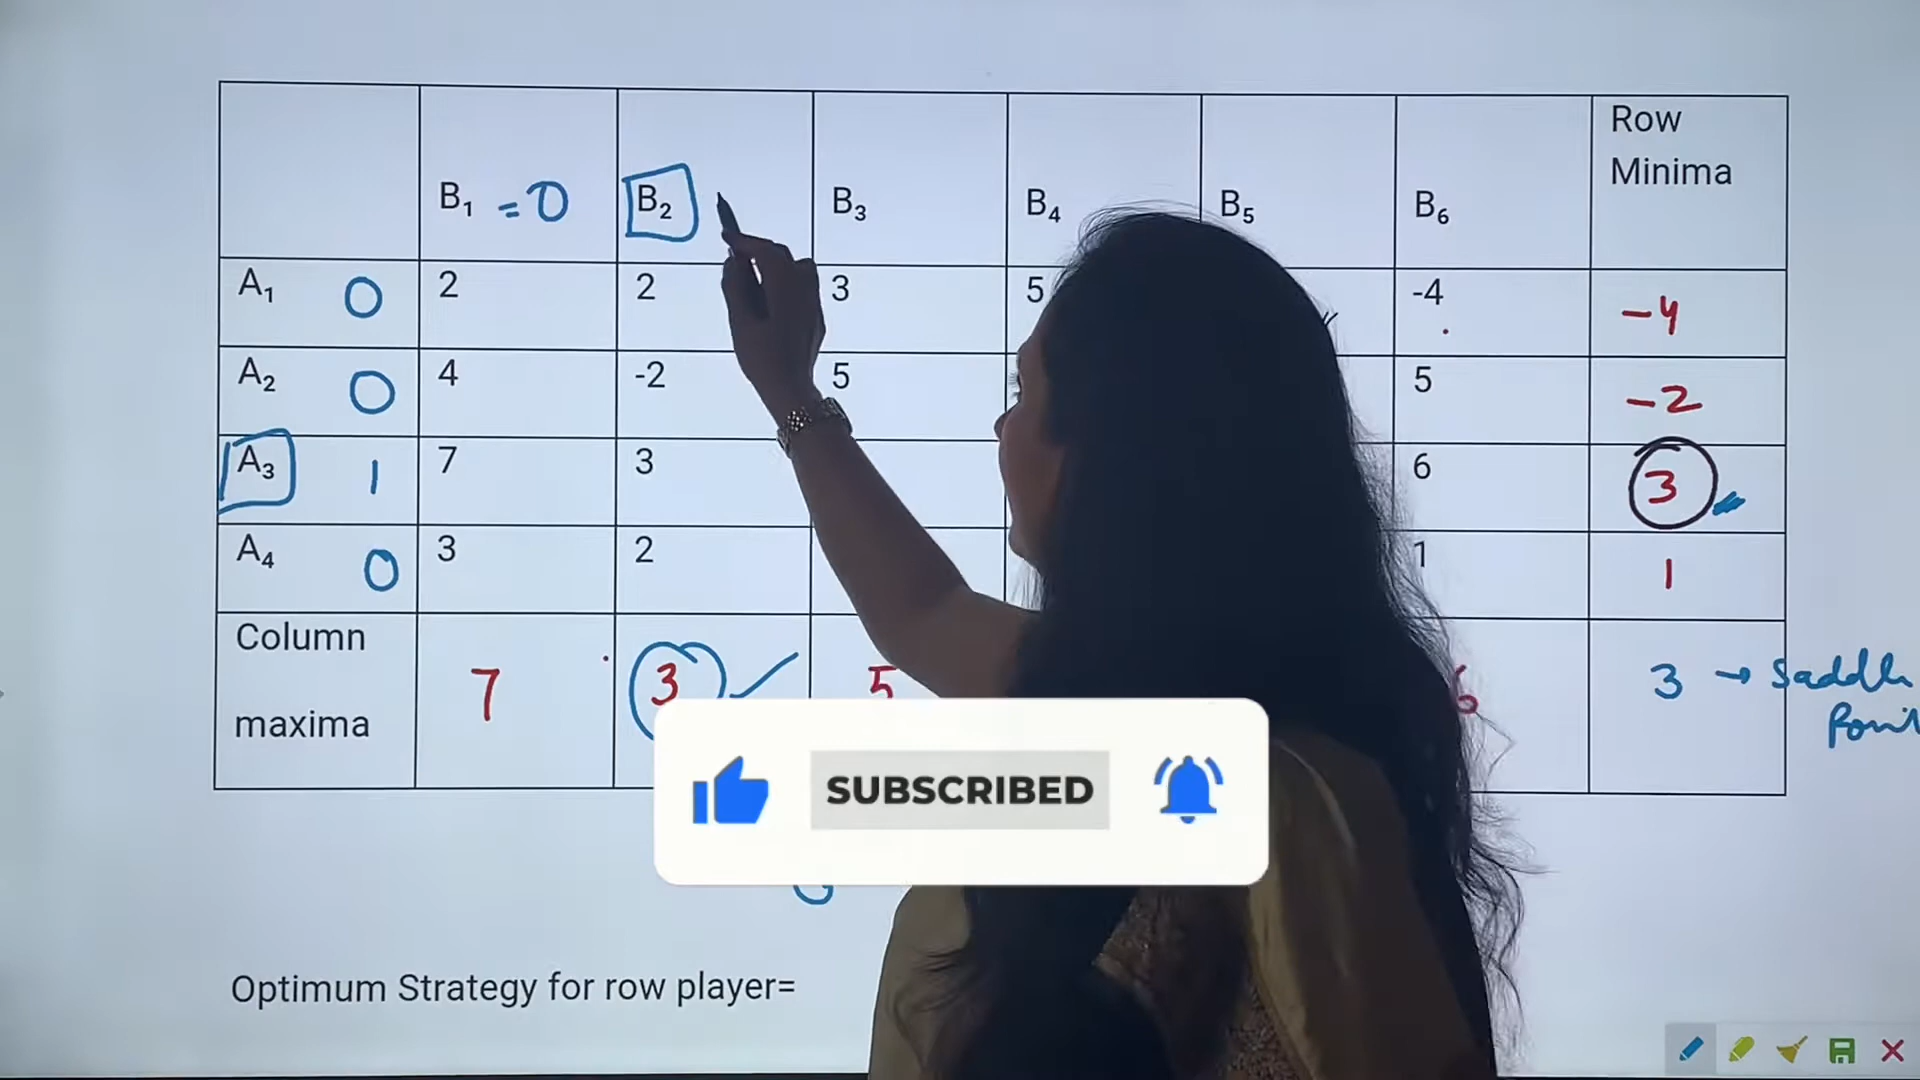 Row
Minima
B₁ = 0 B₂ B₃ B₄ B₅ B₆
A₁ 0 2 2 3 5 -4 -4
A₂ 0 4 -2 5 5 -2
A₃ 1 7 3 6 3
A₄ 0 3 2 1 1
Column
maxima
7 3 5 6 3 → Saddle
Point
SUBSCRIBED
Optimum Strategy for row player=